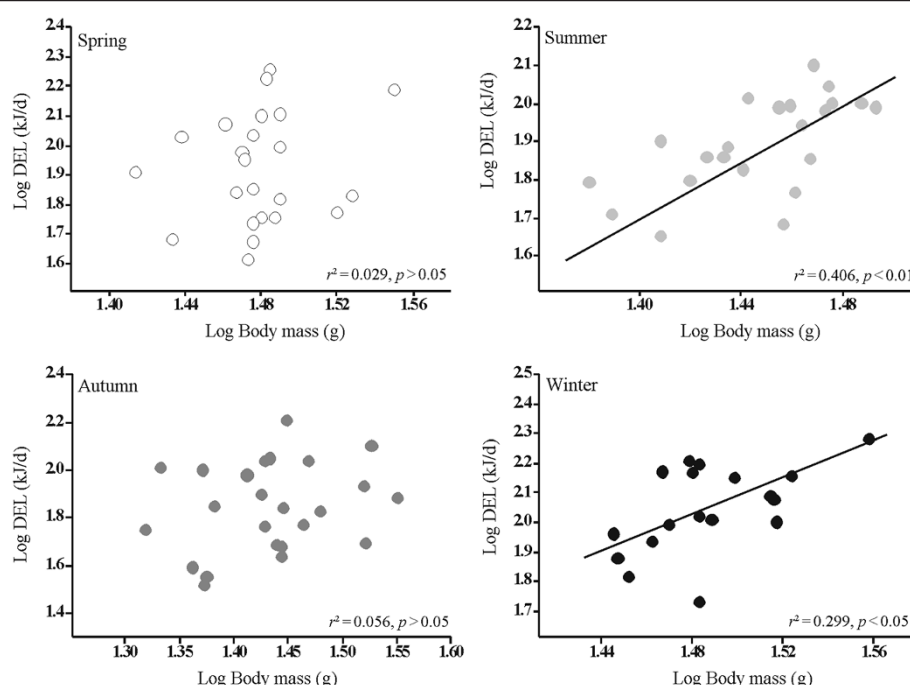 Spring
Log DEL (kJ/d)
2.4
2.3
2.2
2.1
2.0
1.9
1.8
1.7
1.6
r² = 0.029, p > 0.05
1.40 1.44 1.48 1.52 1.56
Log Body mass (g)
Summer
Log DEL (kJ/d)
2.2
2.1
2.0
1.9
1.8
1.7
1.6
r² = 0.406, p < 0.01
1.40 1.44 1.48
Log Body mass (g)
Autumn
Log DEL (kJ/d)
2.4
2.2
2.0
1.8
1.6
1.4
r² = 0.056, p > 0.05
1.30 1.35 1.40 1.45 1.50 1.55 1.60
Log Body mass (g)
Winter
Log DEL (kJ/d)
2.5
2.4
2.3
2.2
2.1
2.0
1.9
1.8
1.7
r² = 0.299, p < 0.05
1.44 1.48 1.52 1.56
Log Body mass (g)